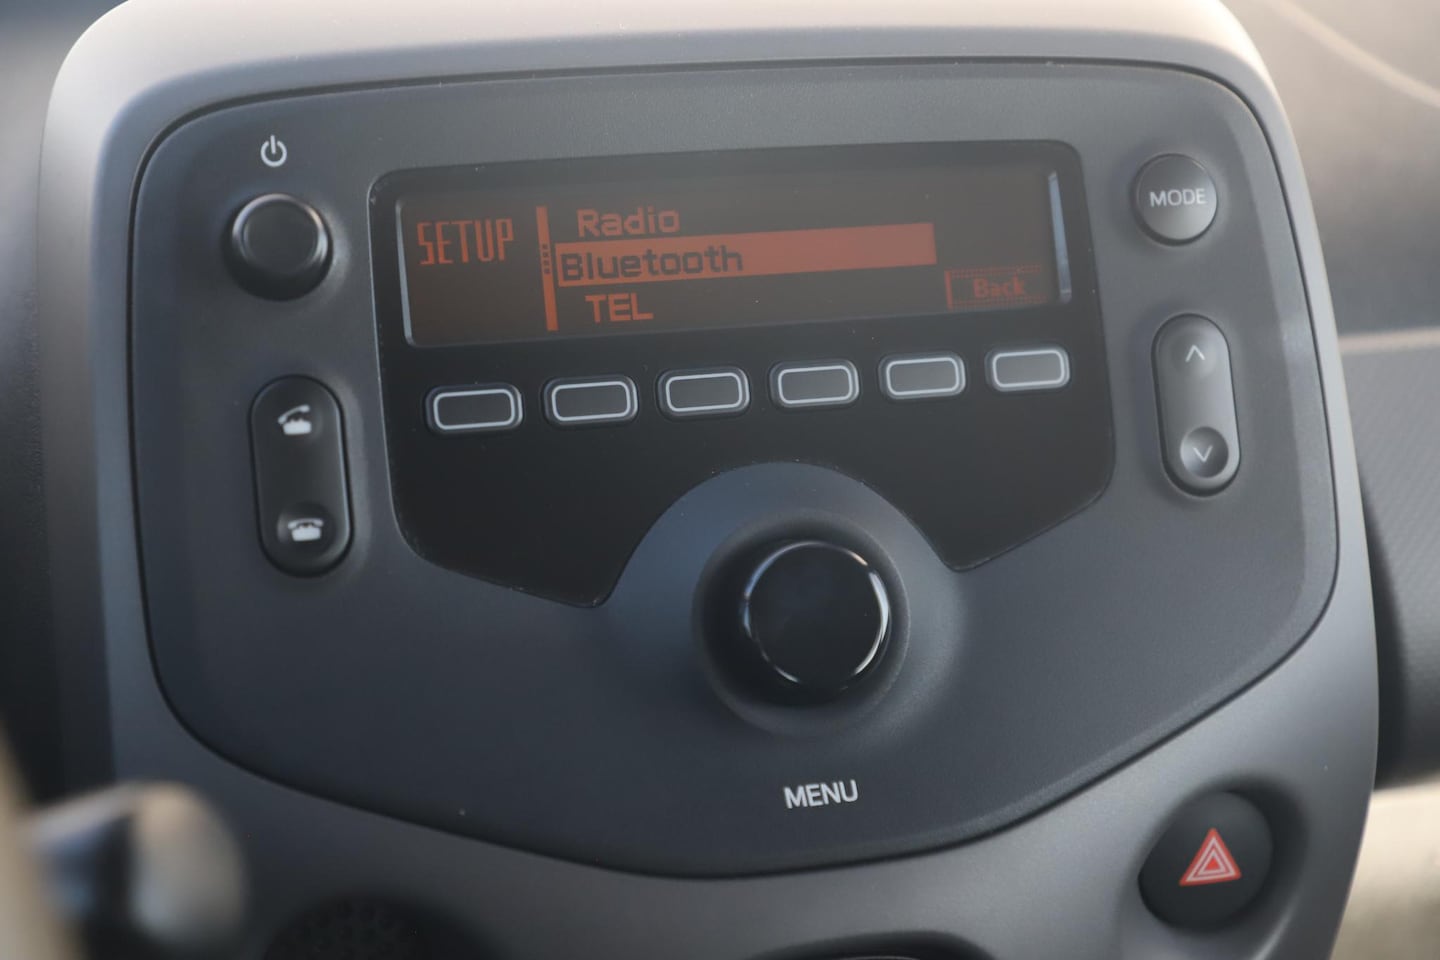 SETUP
Radio
Bluetooth
TEL
Back
MODE
MENU